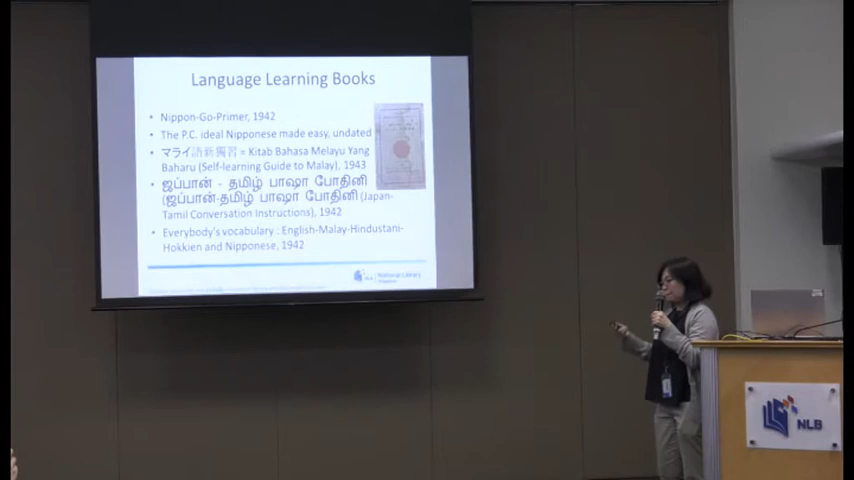 Language Learning Books
• Nippon-Go-Primer, 1942
• The P.C. ideal Nipponese made easy, undated
• マライ語新獨習 = Kitab Bahasa Melayu Yang
Baharu (Self-learning Guide to Malay), 1943
• ஜப்பான் - தமிழ் பாஷா போதினி
(ஜப்பான்-தமிழ் பாஷா போதினி (Japan-
Tamil Conversation Instructions), 1942
• Everybody's vocabulary : English-Malay-Hindustani-
Hokkien and Nipponese, 1942
National Library
NLB